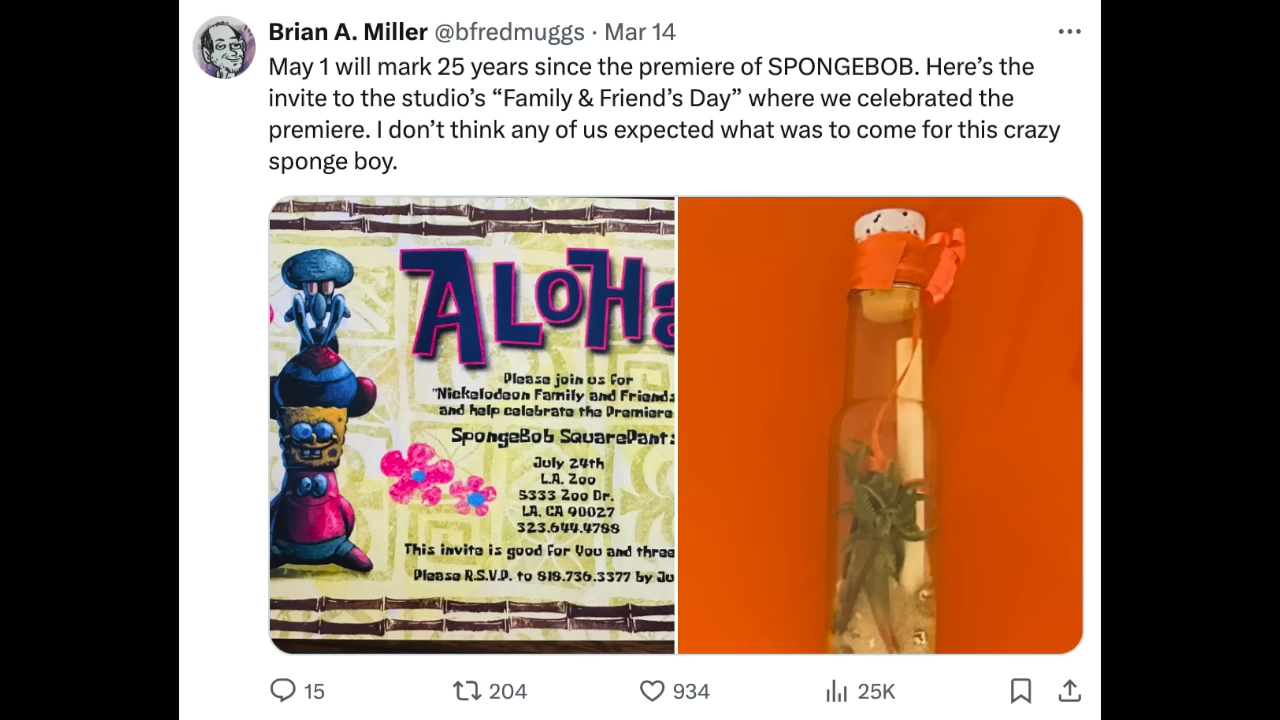 Brian A. Miller @bfredmuggs · Mar 14
May 1 will mark 25 years since the premiere of SPONGEBOB. Here’s the
invite to the studio’s “Family & Friend’s Day” where we celebrated the
premiere. I don’t think any of us expected what was to come for this crazy
sponge boy.
ALOHa
Please join us for
"Nickelodeon Family and Friends
and help celebrate the Premiere
SpongeBob SquarePants
July 24th
L.A. Zoo
5333 Zoo Dr.
LA, CA 90027
323.644.4788
This invite is good for You and three
Please R.S.V.P. to 818.736.3377 by Ju
15
204
934
25K